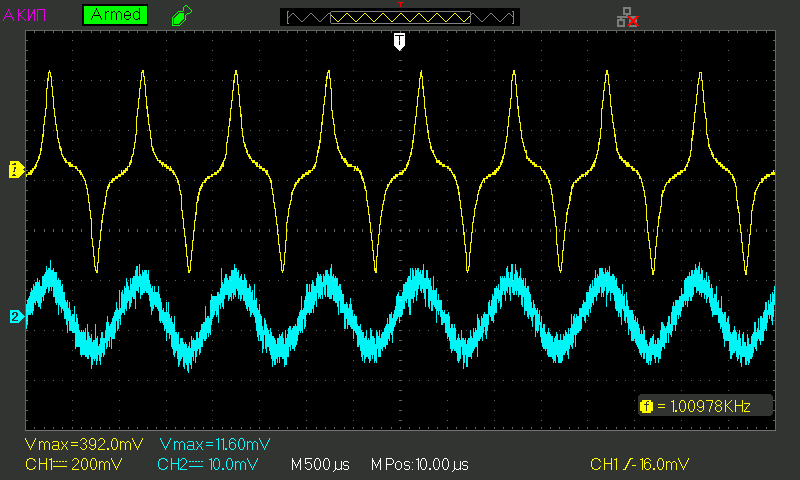 АКИП Armed
T
1
2
f = 1.00978KHz
Vmax=392.0mV Vmax=11.60mV
CH1 200mV CH2 10.0mV M 500µs M Pos:10.00µs CH1 -16.0mV